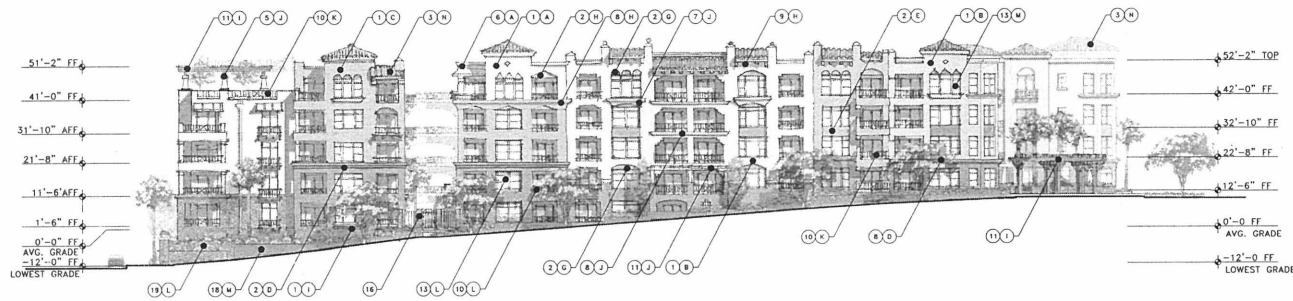 11 I 5 J 10 K 1 C 3 N 6 A 1 A 2 H 8 H 2 G 7 J 9 H 2 E 1 B 13 M 3 N
51'-2" FF
41'-0" FF
31'-10" AFF
21'-8" AFF
11'-6"AFF
1'-6" FF
0'-0" FF
AVG. GRADE
-12'-0" FF
LOWEST GRADE
52'-2" TOP
42'-0" FF
32'-10" FF
22'-8" FF
12'-6" FF
0'-0 FF
AVG. GRADE
-12'-0 FF
LOWEST GRADE
19 L 18 M 2 D 1 I 16 13 L 10 L 2 G 8 J 11 J 1 B 10 K 8 D 11 I